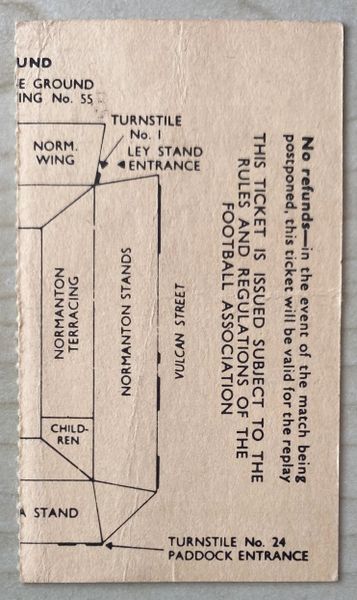 UND
E GROUND
ING No. 55
TURNSTILE
No. 1
LEY STAND
ENTRANCE
NORM.
WING
NORMANTON
TERRACING
NORMANTON STANDS
VULCAN STREET
CHILD-
REN
A STAND
TURNSTILE No. 24
PADDOCK ENTRANCE
No refunds—in the event of the match being
postponed, this ticket will be valid for the replay
THIS TICKET IS ISSUED SUBJECT TO THE
RULES AND REGULATIONS OF THE
FOOTBALL ASSOCIATION